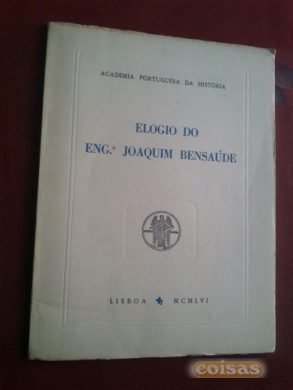 ACADEMIA PORTUGUESA DA HISTÓRIA
ELOGIO DO
ENG.º JOAQUIM BENSAÚDE
LISBOA MCMLVI
coisas